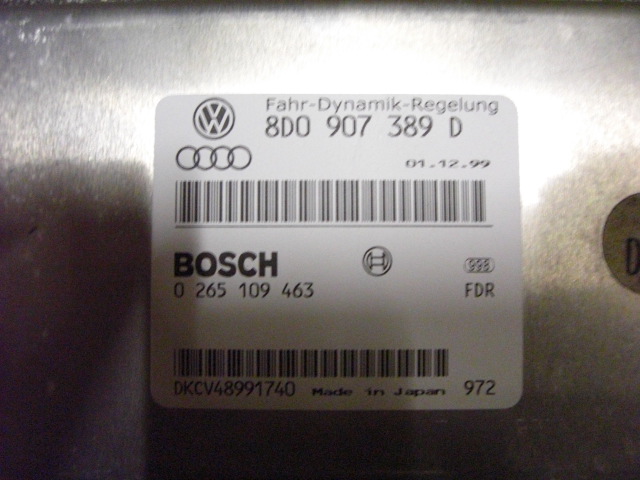 Fahr-Dynamik-Regelung
8D0 907 389 D
01.12.99
BOSCH
0 265 109 463
FDR
DKCV48991740 Made in Japan 972
D